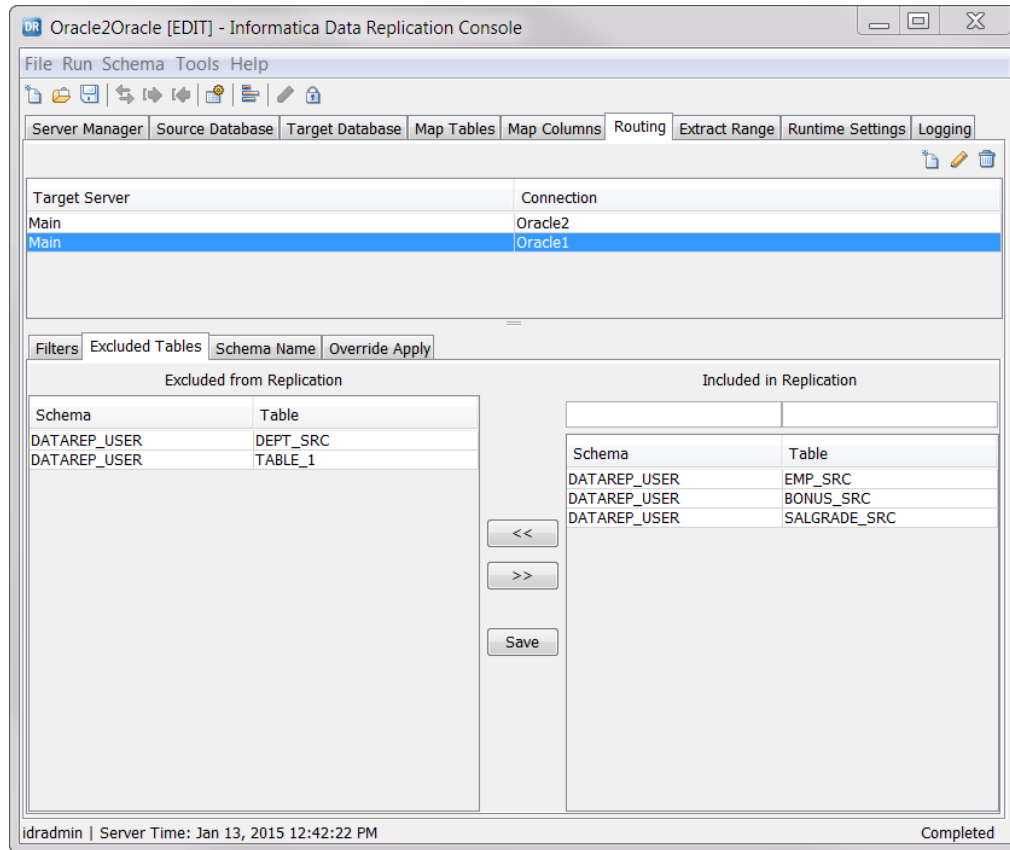 DR Oracle2Oracle [EDIT] - Informatica Data Replication Console
File Run Schema Tools Help
Server Manager Source Database Target Database Map Tables Map Columns Routing Extract Range Runtime Settings Logging
Target Server Connection
Main Oracle2
Main Oracle1
Filters Excluded Tables Schema Name Override Apply
Excluded from Replication Included in Replication
Schema Table
DATAREP_USER DEPT_SRC
DATAREP_USER TABLE_1
<<
>>
Save
Schema Table
DATAREP_USER EMP_SRC
DATAREP_USER BONUS_SRC
DATAREP_USER SALGRADE_SRC
idradmin | Server Time: Jan 13, 2015 12:42:22 PM Completed